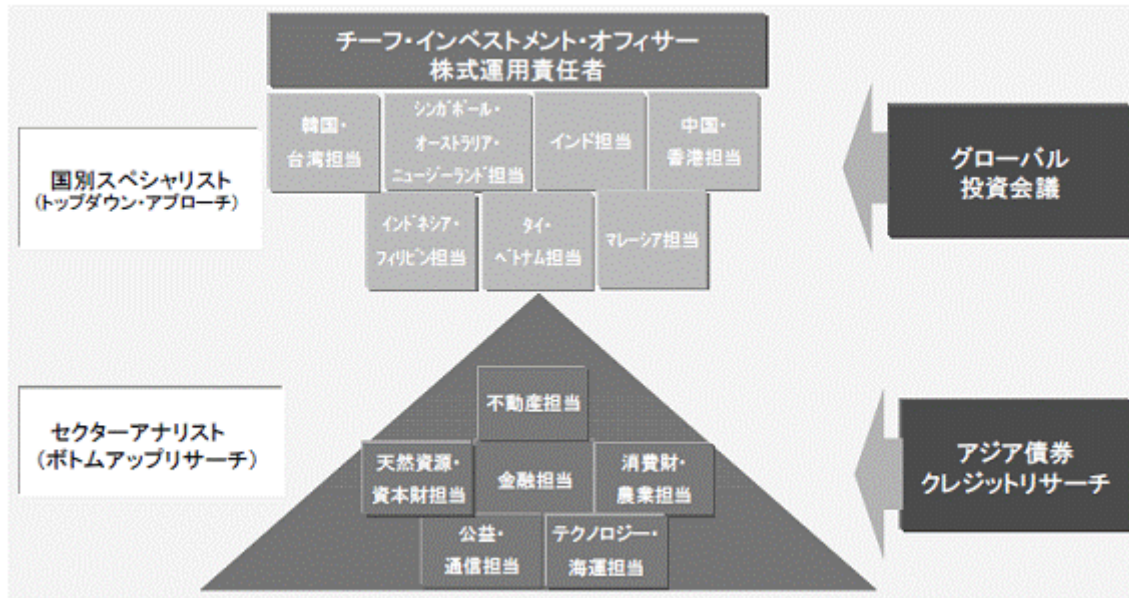 チーフ・インベストメント・オフィサー
株式運用責任者
韓国・
台湾担当
シンガポール・
オーストラリア・
ニュージーランド担当
インド担当
中国・
香港担当
国別スペシャリスト
(トップダウン・アプローチ)
グローバル
投資会議
インドネシア・
フィリピン担当
タイ・
ベトナム担当
マレーシア担当
不動産担当
セクターアナリスト
(ボトムアップリサーチ)
天然資源・
資本財担当
金融担当
消費財・
農業担当
アジア債券
クレジットリサーチ
公益・
通信担当
テクノロジー・
海運担当